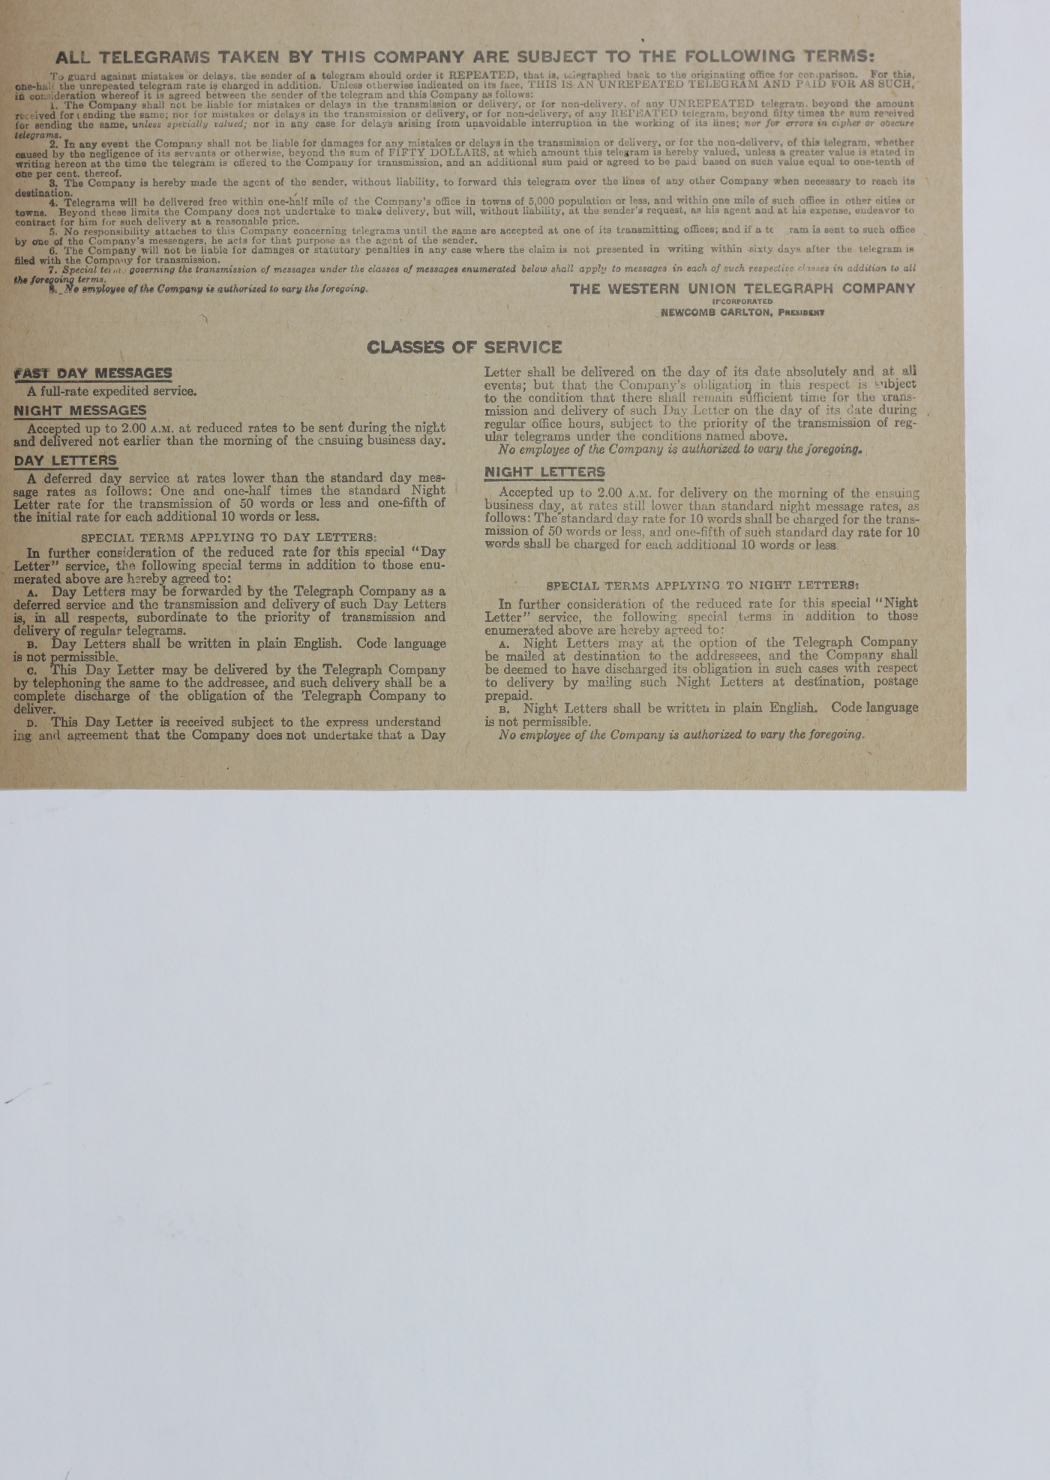 ALL TELEGRAMS TAKEN BY THIS COMPANY ARE SUBJECT TO THE FOLLOWING TERMS:
To guard against mistakes or delays, the sender of a telegram should order it REPEATED, that is, telegraphed back to the originating office for comparison. For this,
one-half the unrepeated telegram rate is charged in addition. Unless otherwise indicated on its face, THIS IS AN UNREPEATED TELEGRAM AND PAID FOR AS SUCH,
in consideration whereof it is agreed between the sender of the telegram and this Company as follows:
1. The Company shall not be liable for mistakes or delays in the transmission or delivery, or for non-delivery, of any UNREPEATED telegram, beyond the amount
received for sending the same; nor for mistakes or delays in the transmission or delivery, or for non-delivery, of any REPEATED telegram, beyond fifty times the sum received
for sending the same, unless specially valued; nor in any case for delays arising from unavoidable interruption in the working of its lines; nor for errors in cipher or obscure
telegrams.
2. In any event the Company shall not be liable for damages for any mistakes or delays in the transmission or delivery, or for the non-delivery, of this telegram, whether
caused by the negligence of its servants or otherwise, beyond the sum of FIFTY DOLLARS, at which amount this telegram is hereby valued, unless a greater value is stated in
writing hereon at the time the telegram is offered to the Company for transmission, and an additional sum paid or agreed to be paid based on such value equal to one-tenth of
one per cent. thereof.
3. The Company is hereby made the agent of the sender, without liability, to forward this telegram over the lines of any other Company when necessary to reach its
destination.
4. Telegrams will be delivered free within one-half mile of the Company's office in towns of 5,000 population or less, and within one mile of such office in other cities or
towns. Beyond these limits the Company does not undertake to make delivery, but will, without liability, at the sender's request, as his agent and at his expense, endeavor to
contract for him for such delivery at a reasonable price.
5. No responsibility attaches to this Company concerning telegrams until the same are accepted at one of its transmitting offices; and if a te ram is sent to such office
by one of the Company's messengers, he acts for that purpose as the agent of the sender.
6. The Company will not be liable for damages or statutory penalties in any case where the claim is not presented in writing within sixty days after the telegram is
filed with the Company for transmission.
7. Special terms governing the transmission of messages under the classes of messages enumerated below shall apply to messages in each of such respective classes in addition to all
the foregoing terms.
8. No employee of the Company is authorized to vary the foregoing.
THE WESTERN UNION TELEGRAPH COMPANY
INCORPORATED
NEWCOMB CARLTON, PRESIDENT
CLASSES OF SERVICE
FAST DAY MESSAGES
A full-rate expedited service.
NIGHT MESSAGES
Accepted up to 2.00 A.M. at reduced rates to be sent during the night
and delivered not earlier than the morning of the ensuing business day.
DAY LETTERS
A deferred day service at rates lower than the standard day mes-
sage rates as follows: One and one-half times the standard Night
Letter rate for the transmission of 50 words or less and one-fifth of
the initial rate for each additional 10 words or less.
SPECIAL TERMS APPLYING TO DAY LETTERS:
In further consideration of the reduced rate for this special "Day
Letter" service, the following special terms in addition to those enu-
merated above are hereby agreed to:
A. Day Letters may be forwarded by the Telegraph Company as a
deferred service and the transmission and delivery of such Day Letters
is, in all respects, subordinate to the priority of transmission and
delivery of regular telegrams.
B. Day Letters shall be written in plain English. Code language
is not permissible.
C. This Day Letter may be delivered by the Telegraph Company
by telephoning the same to the addressee, and such delivery shall be a
complete discharge of the obligation of the Telegraph Company to
deliver.
D. This Day Letter is received subject to the express understand
ing and agreement that the Company does not undertake that a Day
Letter shall be delivered on the day of its date absolutely and at all
events; but that the Company's obligation in this respect is subject
to the condition that there shall remain sufficient time for the trans-
mission and delivery of such Day Letter on the day of its date during
regular office hours, subject to the priority of the transmission of reg-
ular telegrams under the conditions named above.
No employee of the Company is authorized to vary the foregoing.
NIGHT LETTERS
Accepted up to 2.00 A.M. for delivery on the morning of the ensuing
business day, at rates still lower than standard night message rates, as
follows: The standard day rate for 10 words shall be charged for the trans-
mission of 50 words or less, and one-fifth of such standard day rate for 10
words shall be charged for each additional 10 words or less
SPECIAL TERMS APPLYING TO NIGHT LETTERS:
In further consideration of the reduced rate for this special "Night
Letter" service, the following special terms in addition to those
enumerated above are hereby agreed to:
A. Night Letters may at the option of the Telegraph Company
be mailed at destination to the addressees, and the Company shall
be deemed to have discharged its obligation in such cases with respect
to delivery by mailing such Night Letters at destination, postage
prepaid.
B. Night Letters shall be written in plain English. Code language
is not permissible.
No employee of the Company is authorized to vary the foregoing.